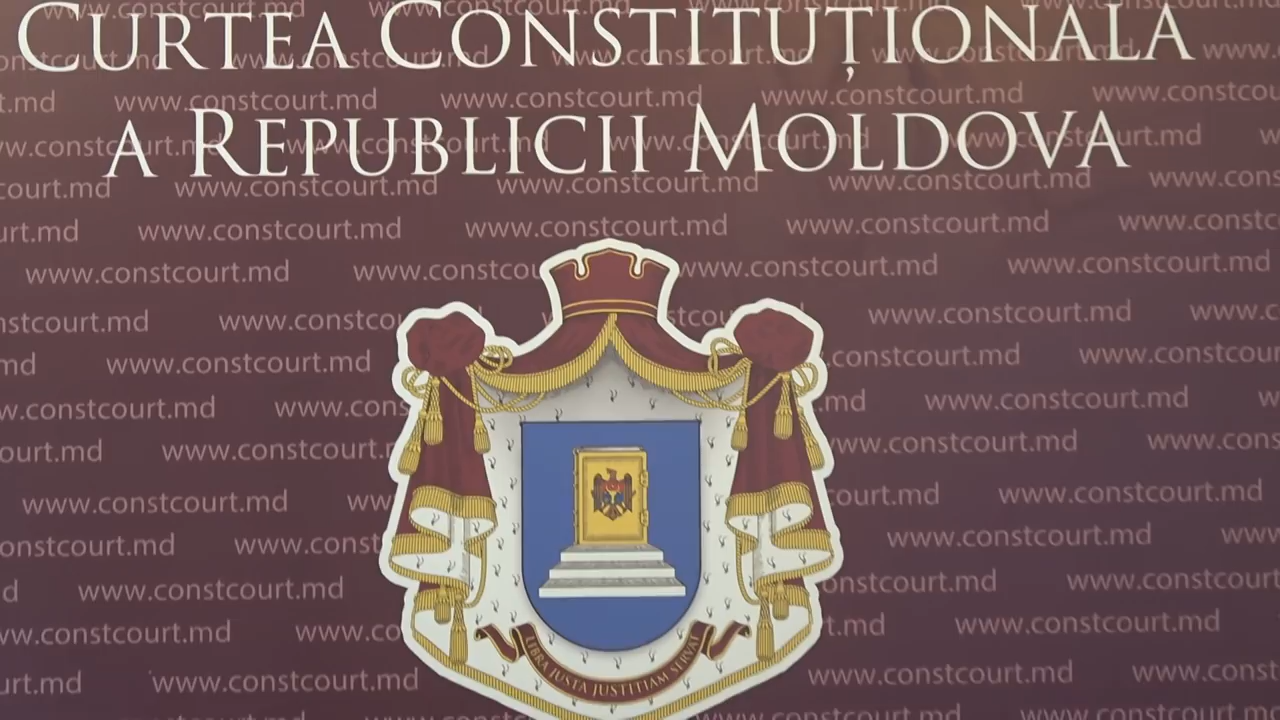 CURTEA CONSTITUȚIONALĂ
A REPUBLICII MOLDOVA
www.constcourt.md
LIBRA JUSTA JUSTITIAM SERVAT